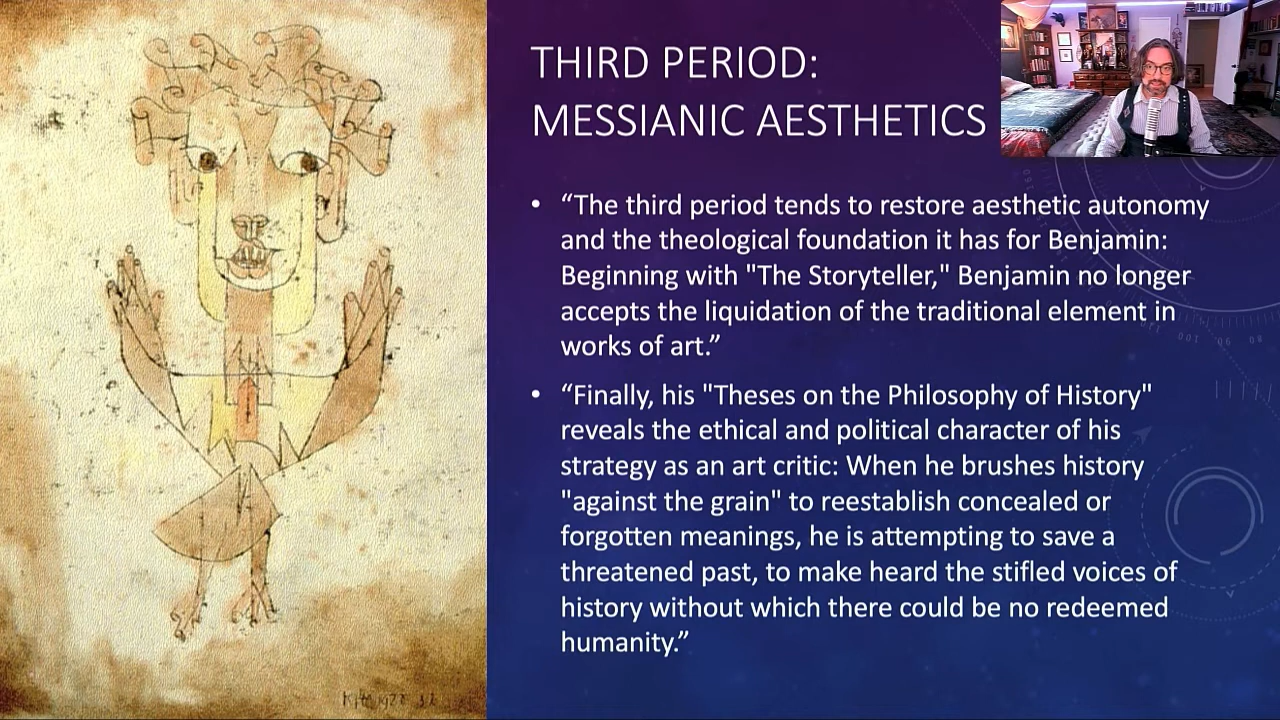 THIRD PERIOD:
MESSIANIC AESTHETICS
• “The third period tends to restore aesthetic autonomy
and the theological foundation it has for Benjamin:
Beginning with "The Storyteller," Benjamin no longer
accepts the liquidation of the traditional element in
works of art.”
• “Finally, his "Theses on the Philosophy of History"
reveals the ethical and political character of his
strategy as an art critic: When he brushes history
"against the grain" to reestablish concealed or
forgotten meanings, he is attempting to save a
threatened past, to make heard the stifled voices of
history without which there could be no redeemed
humanity.”